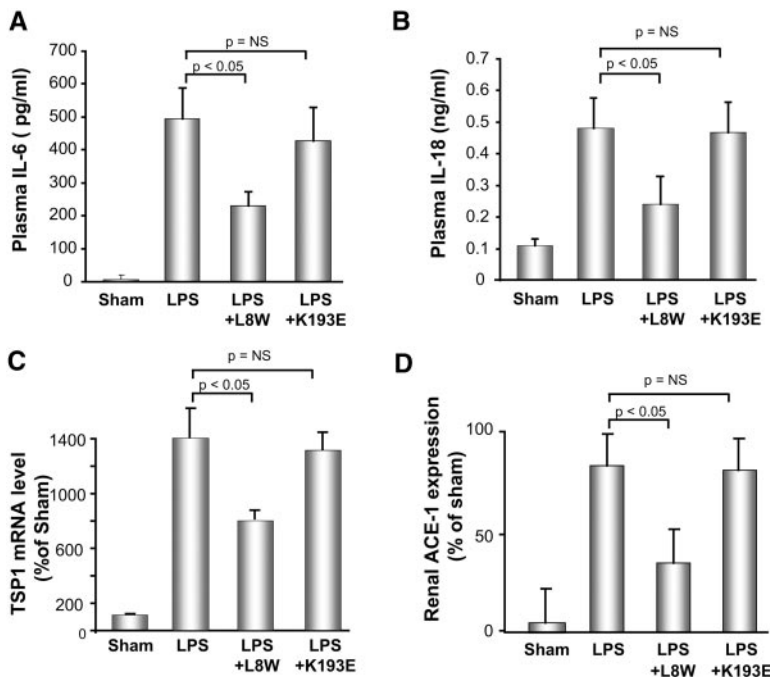 A
Plasma IL-6 ( pg/ml)
700
600
500
400
300
200
100
0
p = NS
p < 0.05
Sham
LPS
LPS
+L8W
LPS
+K193E
B
Plasma IL-18 (ng/ml)
0.7
0.6
0.5
0.4
0.3
0.2
0.1
0
p = NS
p < 0.05
Sham
LPS
LPS
+L8W
LPS
+K193E
C
TSP1 mRNA level
(%of Sham)
1400
1000
600
200
0
p = NS
p < 0.05
Sham
LPS
LPS
+L8W
LPS
+K193E
D
Renal ACE-1 expression
(% of sham)
100
50
0
p = NS
p < 0.05
Sham
LPS
LPS
+L8W
LPS
+K193E